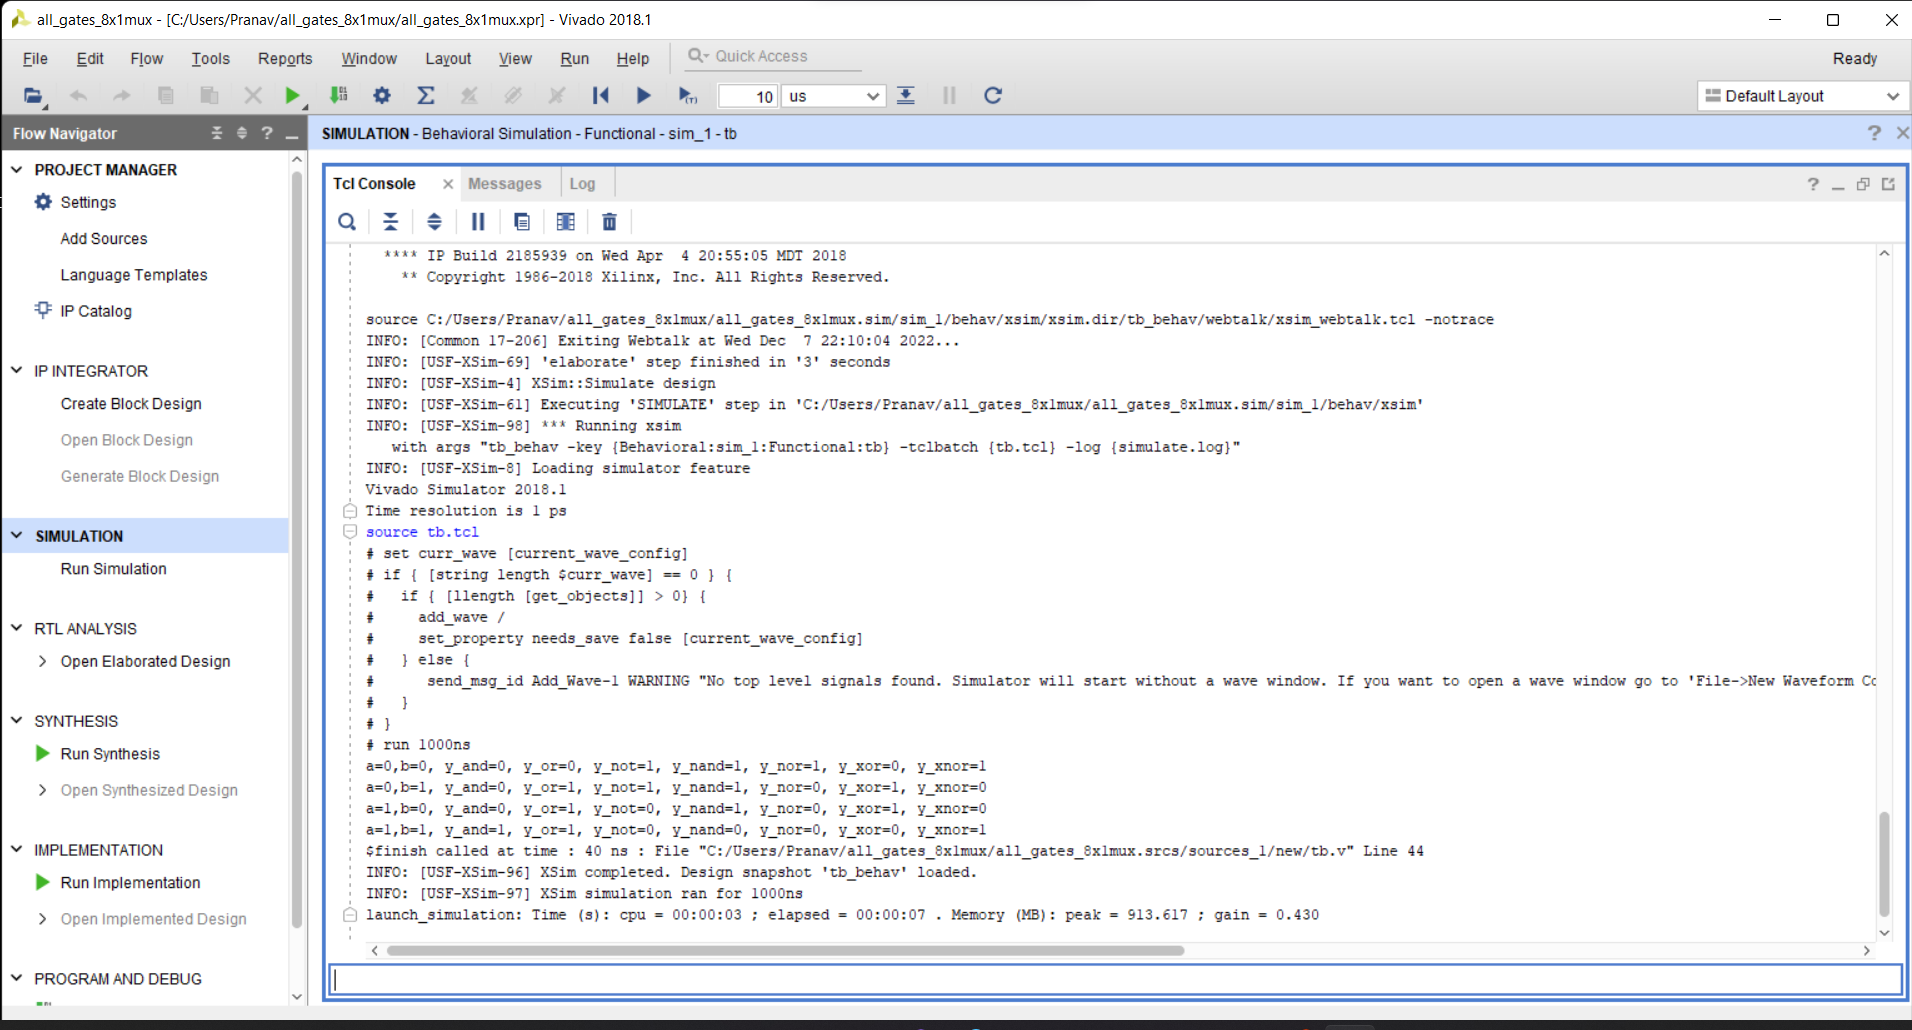 all_gates_8x1mux - [C:/Users/Pranav/all_gates_8x1mux/all_gates_8x1mux.xpr] - Vivado 2018.1
File Edit Flow Tools Reports Window Layout View Run Help Quick Access Ready
10 us Default Layout
Flow Navigator
SIMULATION - Behavioral Simulation - Functional - sim_1 - tb
PROJECT MANAGER
Settings
Add Sources
Language Templates
IP Catalog
IP INTEGRATOR
Create Block Design
Open Block Design
Generate Block Design
SIMULATION
Run Simulation
RTL ANALYSIS
Open Elaborated Design
SYNTHESIS
Run Synthesis
Open Synthesized Design
IMPLEMENTATION
Run Implementation
Open Implemented Design
PROGRAM AND DEBUG
Tcl Console Messages Log
**** IP Build 2185939 on Wed Apr  4 20:55:05 MDT 2018
** Copyright 1986-2018 Xilinx, Inc. All Rights Reserved.
source C:/Users/Pranav/all_gates_8x1mux/all_gates_8x1mux.sim/sim_1/behav/xsim/xsim.dir/tb_behav/webtalk/xsim_webtalk.tcl -notrace
INFO: [Common 17-206] Exiting Webtalk at Wed Dec  7 22:10:04 2022...
INFO: [USF-XSim-69] 'elaborate' step finished in '3' seconds
INFO: [USF-XSim-4] XSim::Simulate design
INFO: [USF-XSim-61] Executing 'SIMULATE' step in 'C:/Users/Pranav/all_gates_8x1mux/all_gates_8x1mux.sim/sim_1/behav/xsim'
INFO: [USF-XSim-98] *** Running xsim
with args "tb_behav -key {Behavioral:sim_1:Functional:tb} -tclbatch {tb.tcl} -log {simulate.log}"
INFO: [USF-XSim-8] Loading simulator feature
Vivado Simulator 2018.1
Time resolution is 1 ps
source tb.tcl
# set curr_wave [current_wave_config]
# if { [string length $curr_wave] == 0 } {
#   if { [llength [get_objects]] > 0} {
#     add_wave /
#     set_property needs_save false [current_wave_config]
#   } else {
#      send_msg_id Add_Wave-1 WARNING "No top level signals found. Simulator will start without a wave window. If you want to open a wave window go to 'File->New Waveform Co
#   }
# }
# run 1000ns
a=0,b=0, y_and=0, y_or=0, y_not=1, y_nand=1, y_nor=1, y_xor=0, y_xnor=1
a=0,b=1, y_and=0, y_or=1, y_not=1, y_nand=1, y_nor=0, y_xor=1, y_xnor=0
a=1,b=0, y_and=0, y_or=1, y_not=0, y_nand=1, y_nor=0, y_xor=1, y_xnor=0
a=1,b=1, y_and=1, y_or=1, y_not=0, y_nand=0, y_nor=0, y_xor=0, y_xnor=1
$finish called at time : 40 ns : File "C:/Users/Pranav/all_gates_8x1mux/all_gates_8x1mux.srcs/sources_1/new/tb.v" Line 44
INFO: [USF-XSim-96] XSim completed. Design snapshot 'tb_behav' loaded.
INFO: [USF-XSim-97] XSim simulation ran for 1000ns
launch_simulation: Time (s): cpu = 00:00:03 ; elapsed = 00:00:07 . Memory (MB): peak = 913.617 ; gain = 0.430